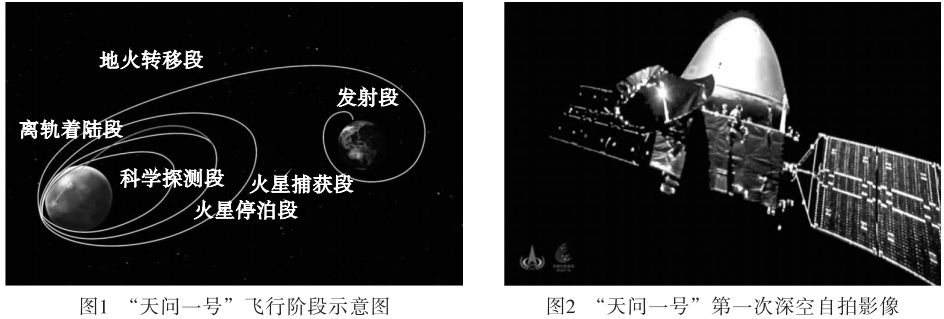 地火转移段
发射段
离轨着陆段
科学探测段
火星捕获段
火星停泊段
图1 “天问一号”飞行阶段示意图
图2 “天问一号”第一次深空自拍影像